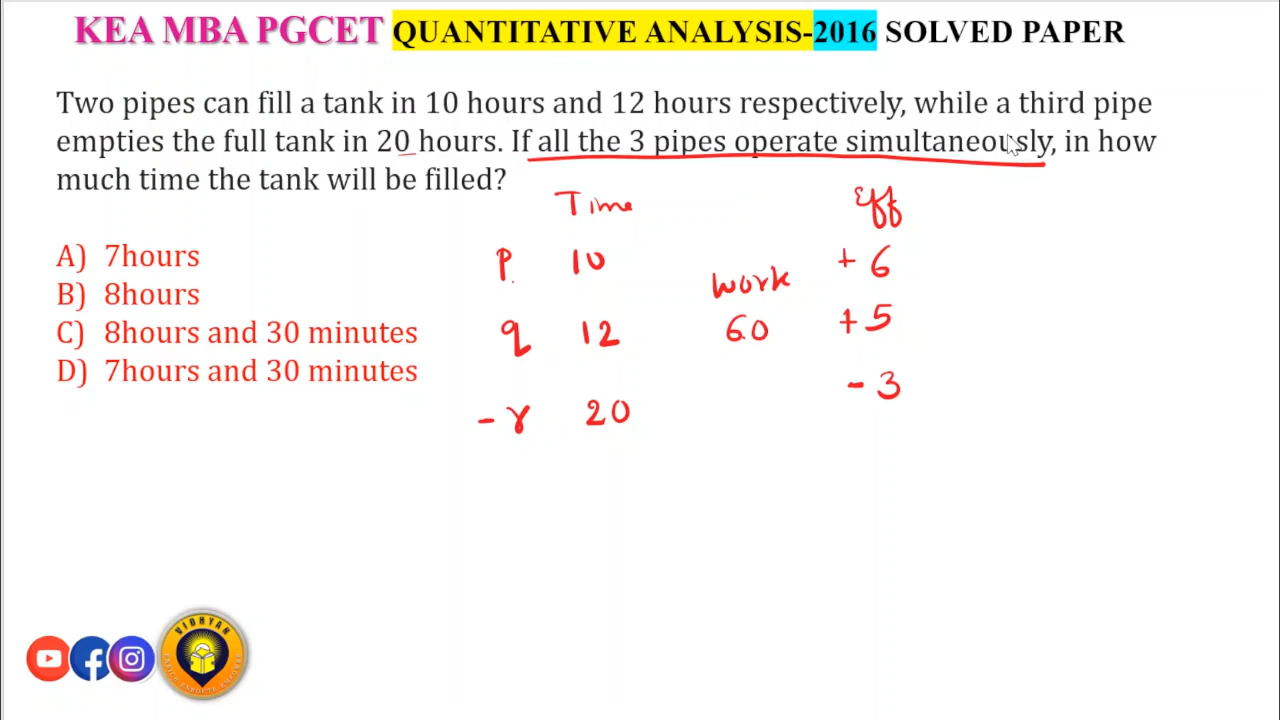 KEA MBA PGCET QUANTITATIVE ANALYSIS-2016 SOLVED PAPER
Two pipes can fill a tank in 10 hours and 12 hours respectively, while a third pipe
empties the full tank in 20 hours. If all the 3 pipes operate simultaneously, in how
much time the tank will be filled?
A) 7hours
B) 8hours
C) 8hours and 30 minutes
D) 7hours and 30 minutes
Time Eff
p 10 + 6
work
q 12 60 + 5
- r 20 - 3
VIDHYAN